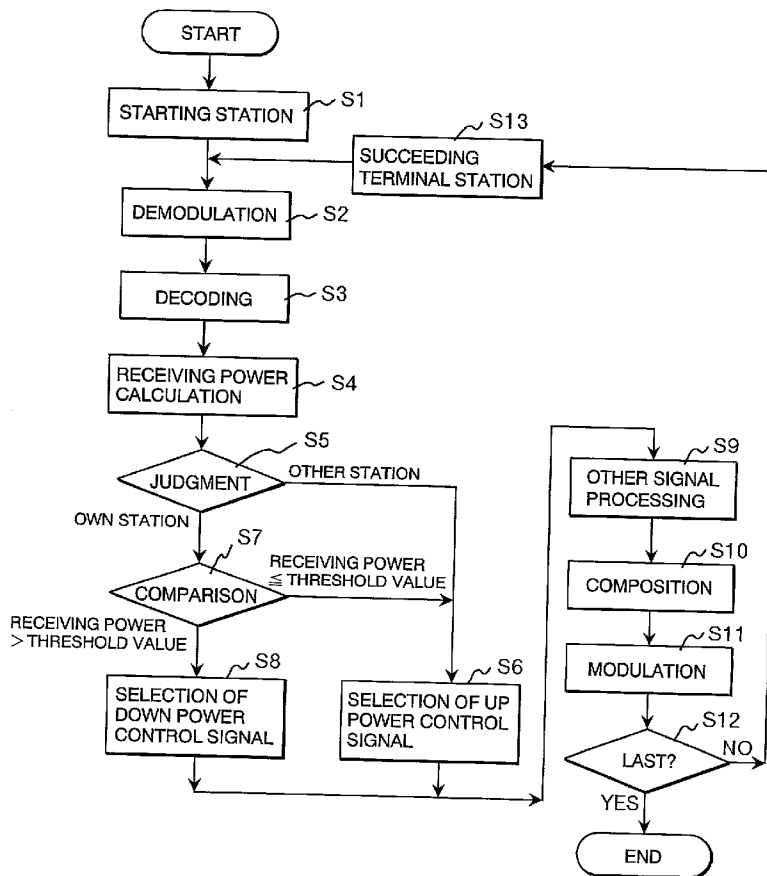 START
STARTING STATION
S1
SUCCEEDING
TERMINAL STATION
S13
DEMODULATION
S2
DECODING
S3
RECEIVING POWER
CALCULATION
S4
JUDGMENT
S5
OTHER STATION
OWN STATION
COMPARISON
S7
RECEIVING POWER
≦ THRESHOLD VALUE
RECEIVING POWER
> THRESHOLD VALUE
SELECTION OF
DOWN POWER
CONTROL SIGNAL
S8
SELECTION OF UP
POWER CONTROL
SIGNAL
S6
OTHER SIGNAL
PROCESSING
S9
COMPOSITION
S10
MODULATION
S11
LAST?
S12
NO
YES
END